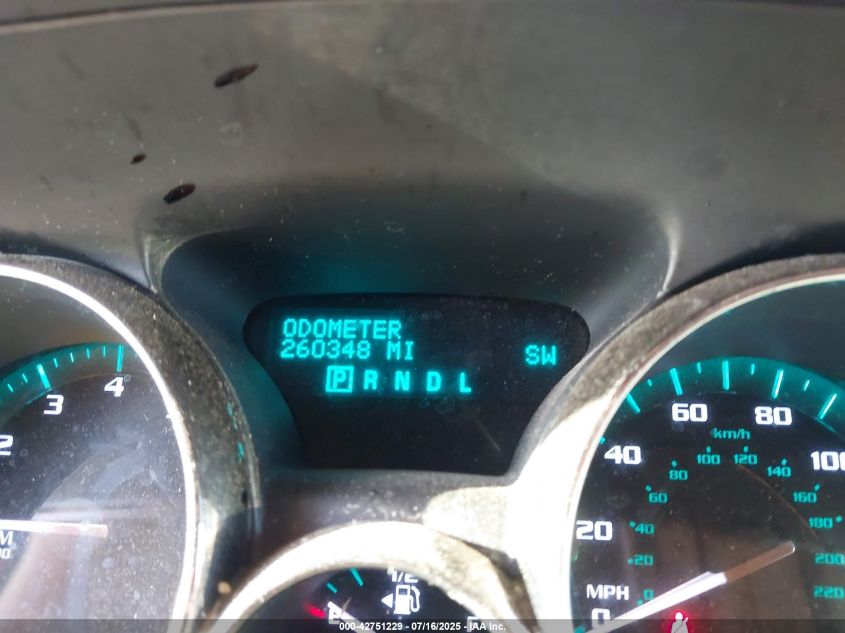 ODOMETER
260348 MI
SW
P R N D L
2 3 4
20 40 60 80 100
km/h
20 40 60 80 100 120 140 160 180 200 220
MPH
0 0
1/2
E F
000-42751229 - 07/16/2025 - IAA Inc.